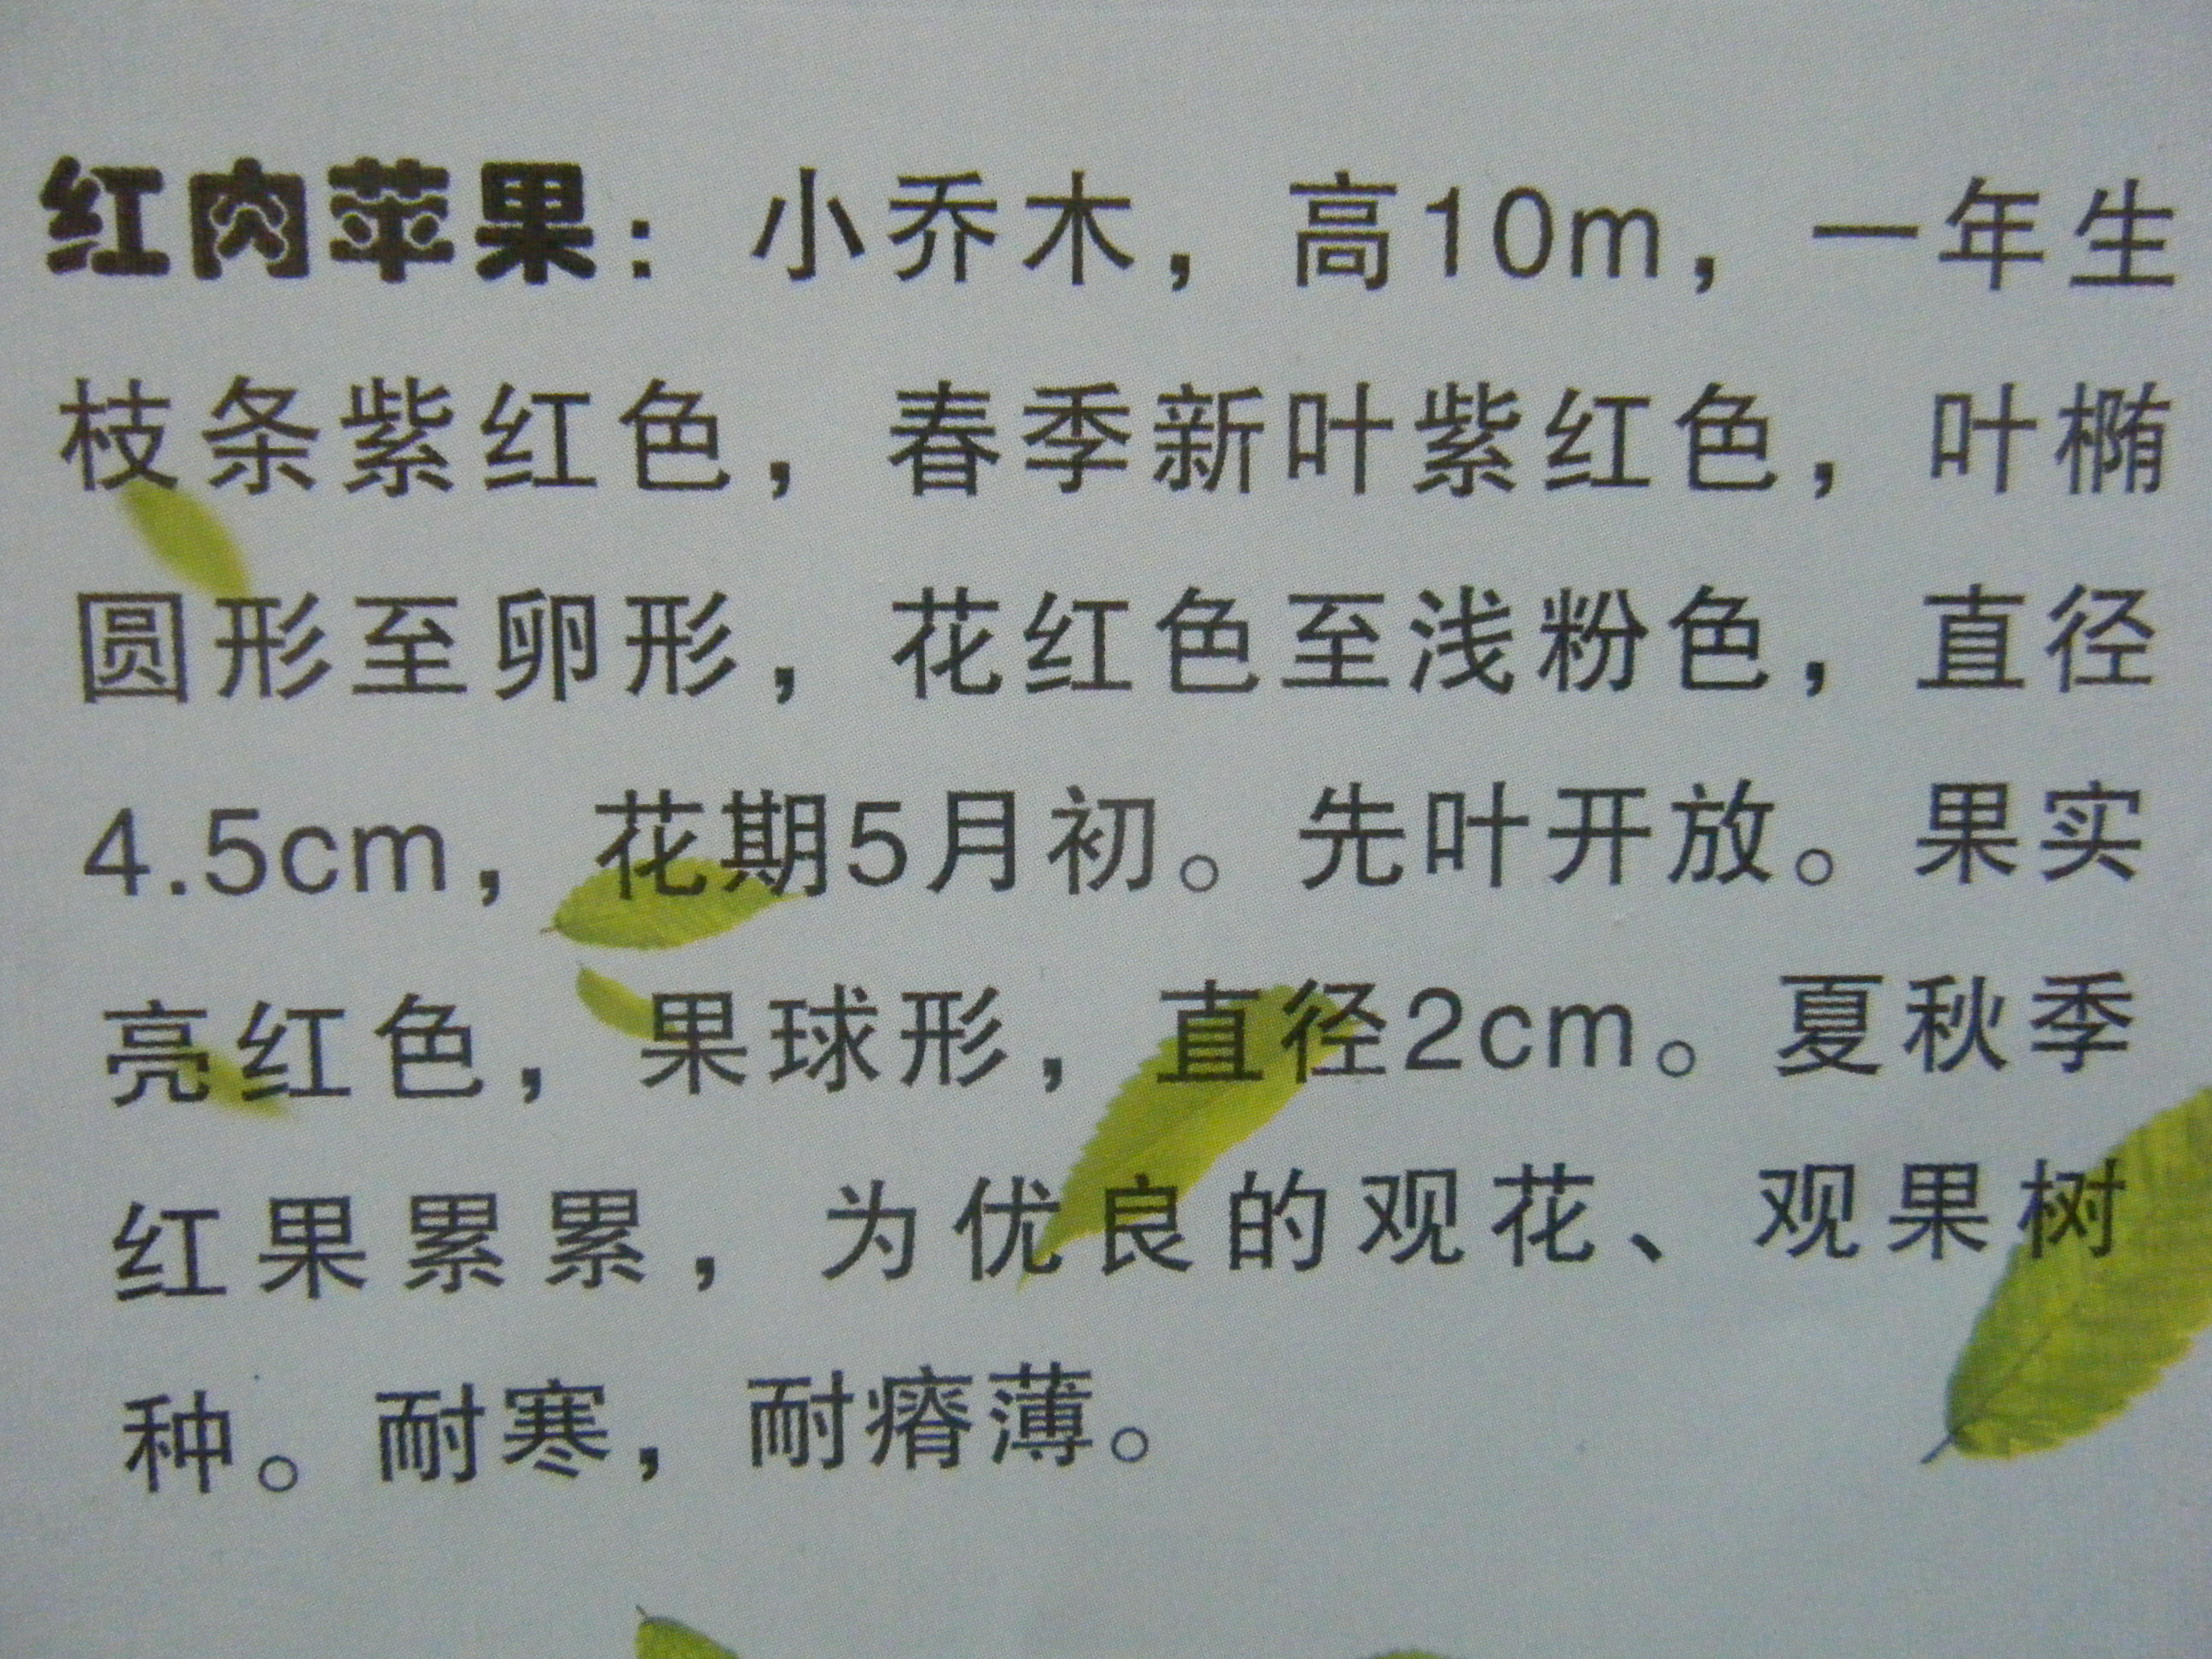 红肉苹果：小乔木，高10m，一年生
枝条紫红色，春季新叶紫红色，叶椭
圆形至卵形，花红色至浅粉色，直径
4.5cm，花期5月初。先叶开放。果实
亮红色，果球形，直径2cm。夏秋季
红果累累，为优良的观花、观果树
种。耐寒，耐瘠薄。